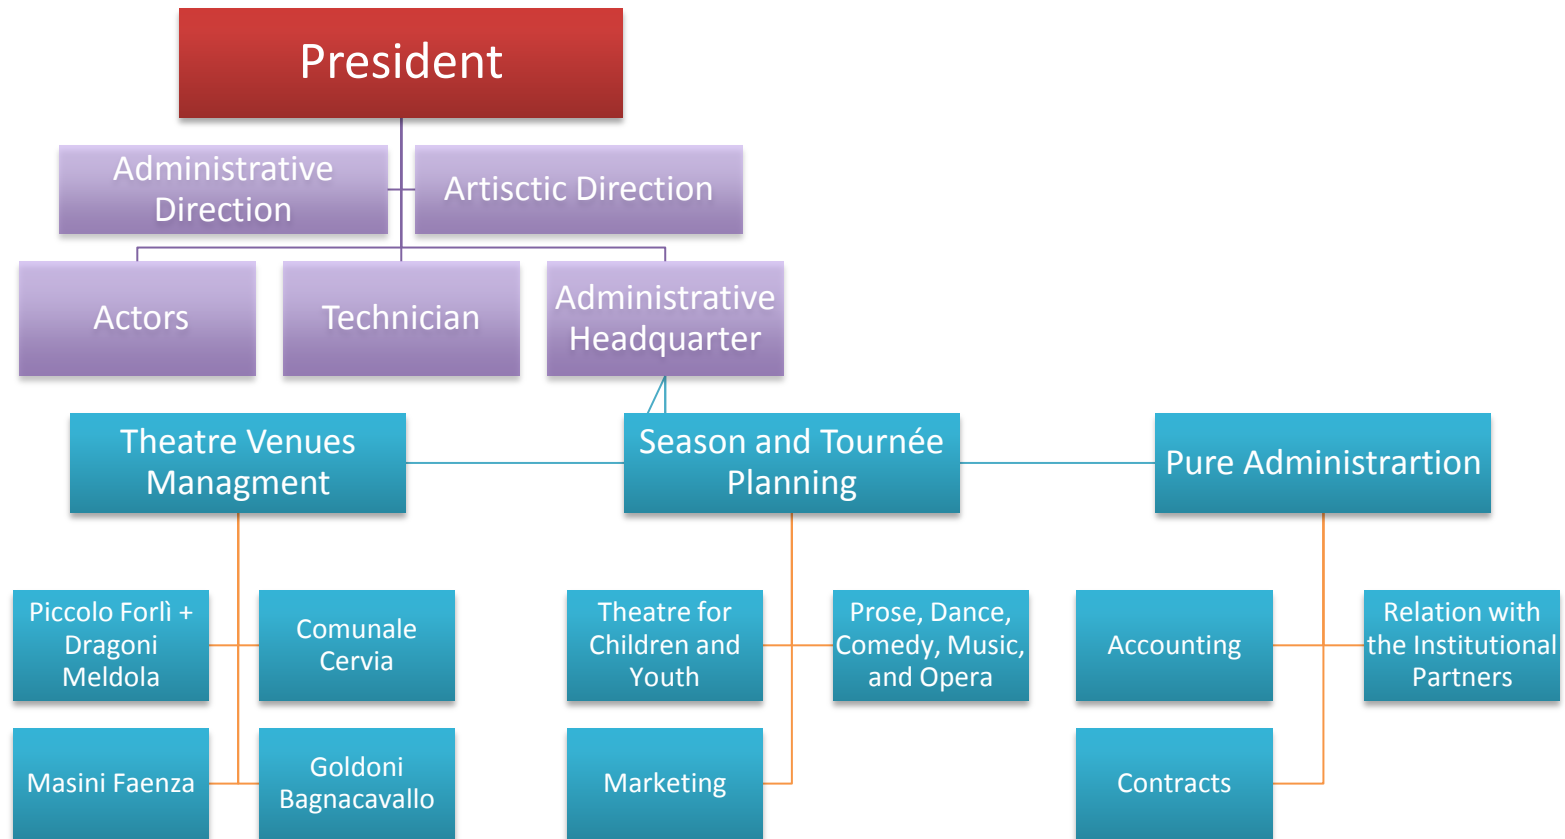 President
Administrative
Direction
Artisctic Direction
Actors
Technician
Administrative
Headquarter
Theatre Venues
Managment
Season and Tournée
Planning
Pure Administrartion
Piccolo Forlì +
Dragoni
Meldola
Comunale
Cervia
Theatre for
Children and
Youth
Prose, Dance,
Comedy, Music,
and Opera
Accounting
Relation with
the Institutional
Partners
Masini Faenza
Goldoni
Bagnacavallo
Marketing
Contracts